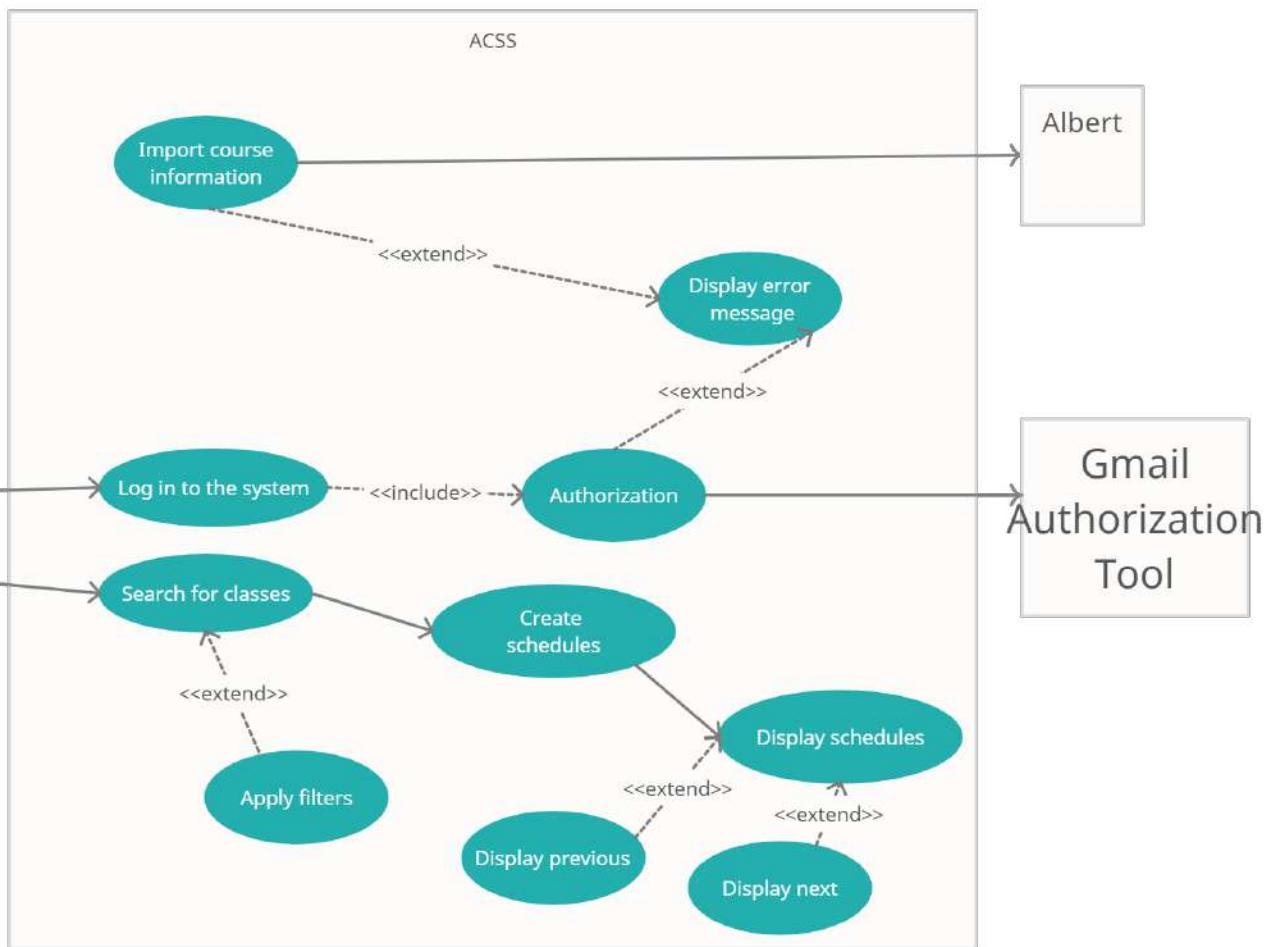 ACSS
Albert
Import course
information
<<extend>>
Display error
message
<<extend>>
Gmail
Authorization
Tool
Log in to the system
<<include>>
Authorization
Search for classes
Create
schedules
<<extend>>
Display schedules
Apply filters
<<extend>>
<<extend>>
Display previous
Display next